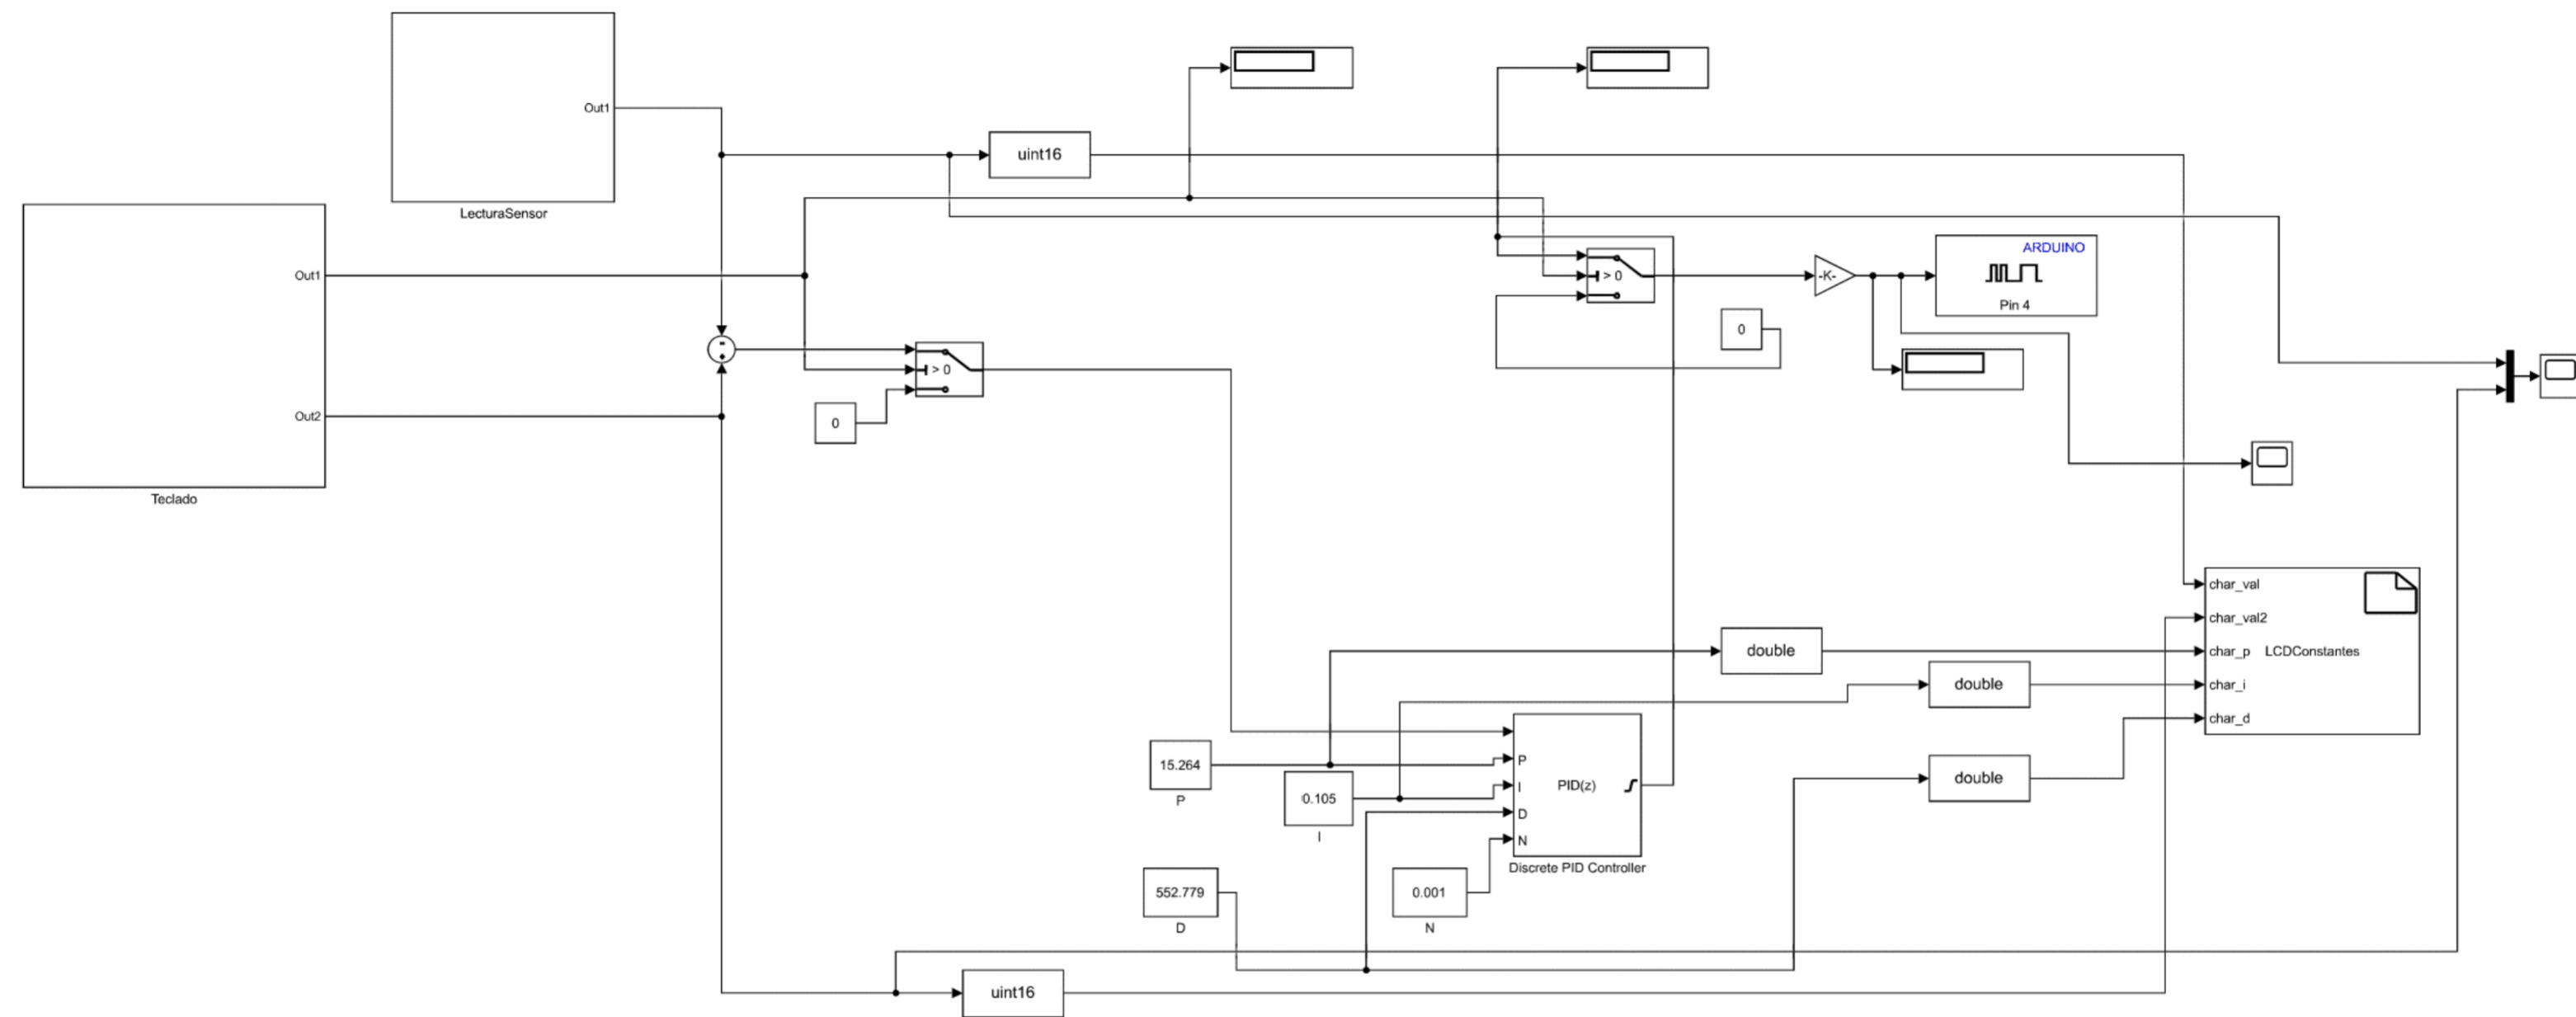 Out1
LecturaSensor
uint16
Out1
Out2
Teclado
-
+
> 0
0
> 0
0
-K-
ARDUINO
Pin 4
char_val
char_val2
char_p
char_i
char_d
LCDConstantes
double
double
double
15.264
P
0.105
I
552.779
D
0.001
N
P
I
D
N
PID(z)
Discrete PID Controller
uint16